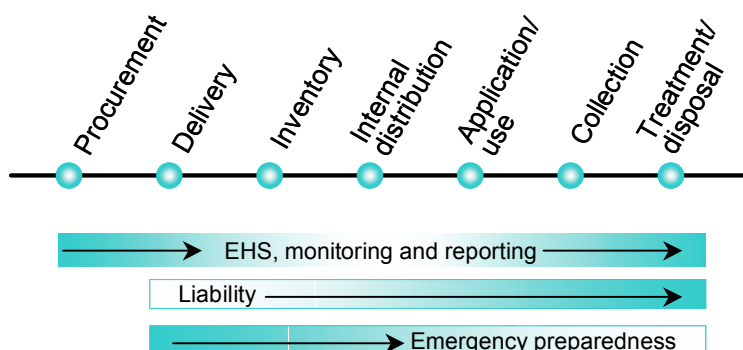 Procurement
Delivery
Inventory
Internal
distribution
Application/
use
Collection
Treatment/
disposal
EHS, monitoring and reporting
Liability
Emergency preparedness